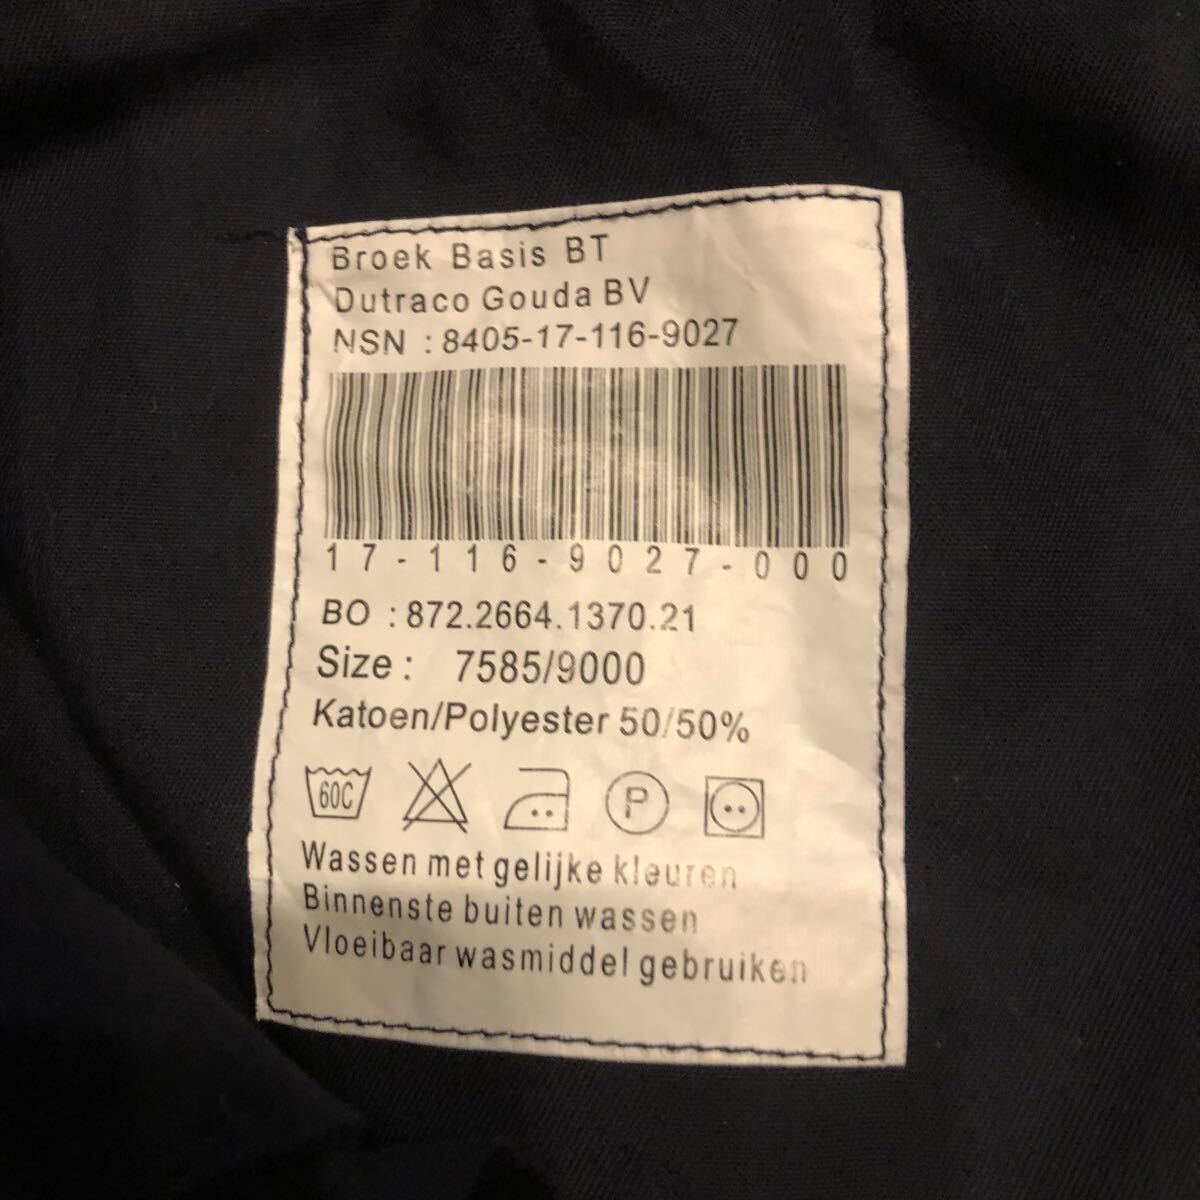 Broek Basis BT
Dutraco Gouda BV
NSN : 8405-17-116-9027
17-116-9027-000
BO : 872.2664.1370.21
Size : 7585/9000
Katoen/Polyester 50/50%
60C P
Wassen met gelijke kleuren
Binnenste buiten wassen
Vloeibaar wasmiddel gebruiken